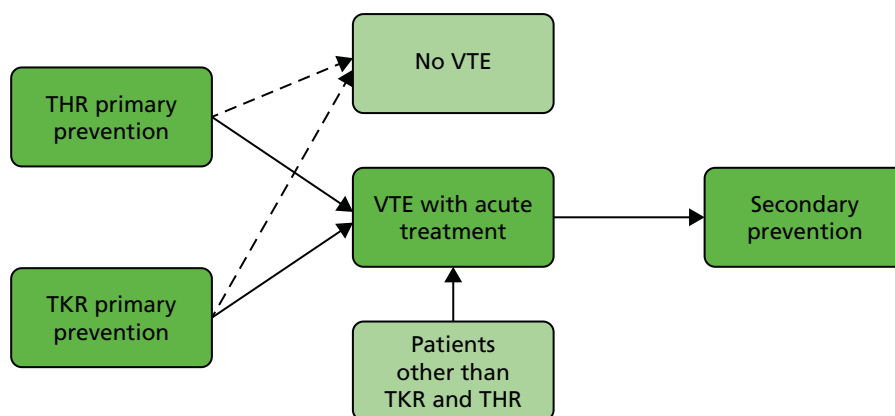 No VTE
THR primary
prevention
VTE with acute
treatment
Secondary
prevention
TKR primary
prevention
Patients
other than
TKR and THR